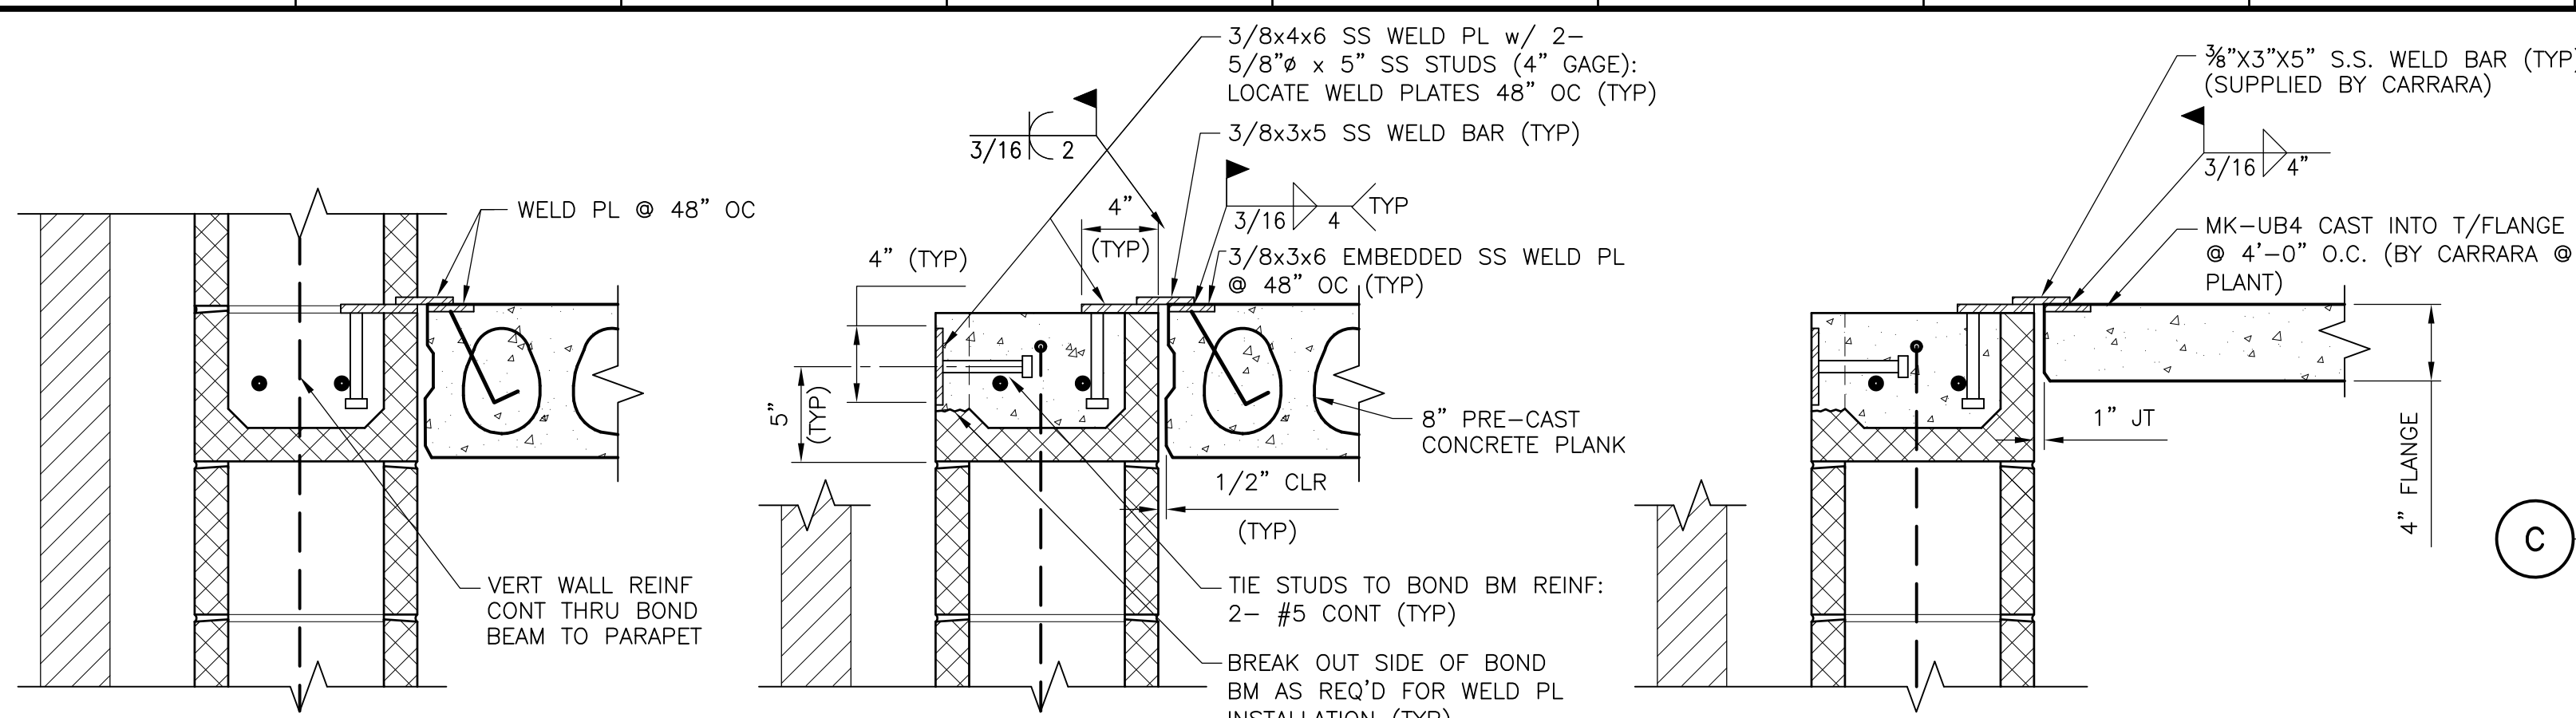 WELD PL @ 48" OC
VERT WALL REINF
CONT THRU BOND
BEAM TO PARAPET
3/8x4x6 SS WELD PL w/ 2-
5/8"ø x 5" SS STUDS (4" GAGE):
LOCATE WELD PLATES 48" OC (TYP)
3/16 2
3/8x3x5 SS WELD BAR (TYP)
4"
(TYP)
3/16 4 TYP
4" (TYP)
3/8x3x6 EMBEDDED SS WELD PL
@ 48" OC (TYP)
5"
(TYP)
8" PRE-CAST
CONCRETE PLANK
1/2" CLR
(TYP)
TIE STUDS TO BOND BM REINF:
2- #5 CONT (TYP)
BREAK OUT SIDE OF BOND
BM AS REQ'D FOR WELD PL
INSTALLATION (TYP)
⅜"X3"X5" S.S. WELD BAR (TYP)
(SUPPLIED BY CARRARA)
3/16 4"
MK-UB4 CAST INTO T/FLANGE
@ 4'-0" O.C. (BY CARRARA @
PLANT)
1" JT
4" FLANGE
C